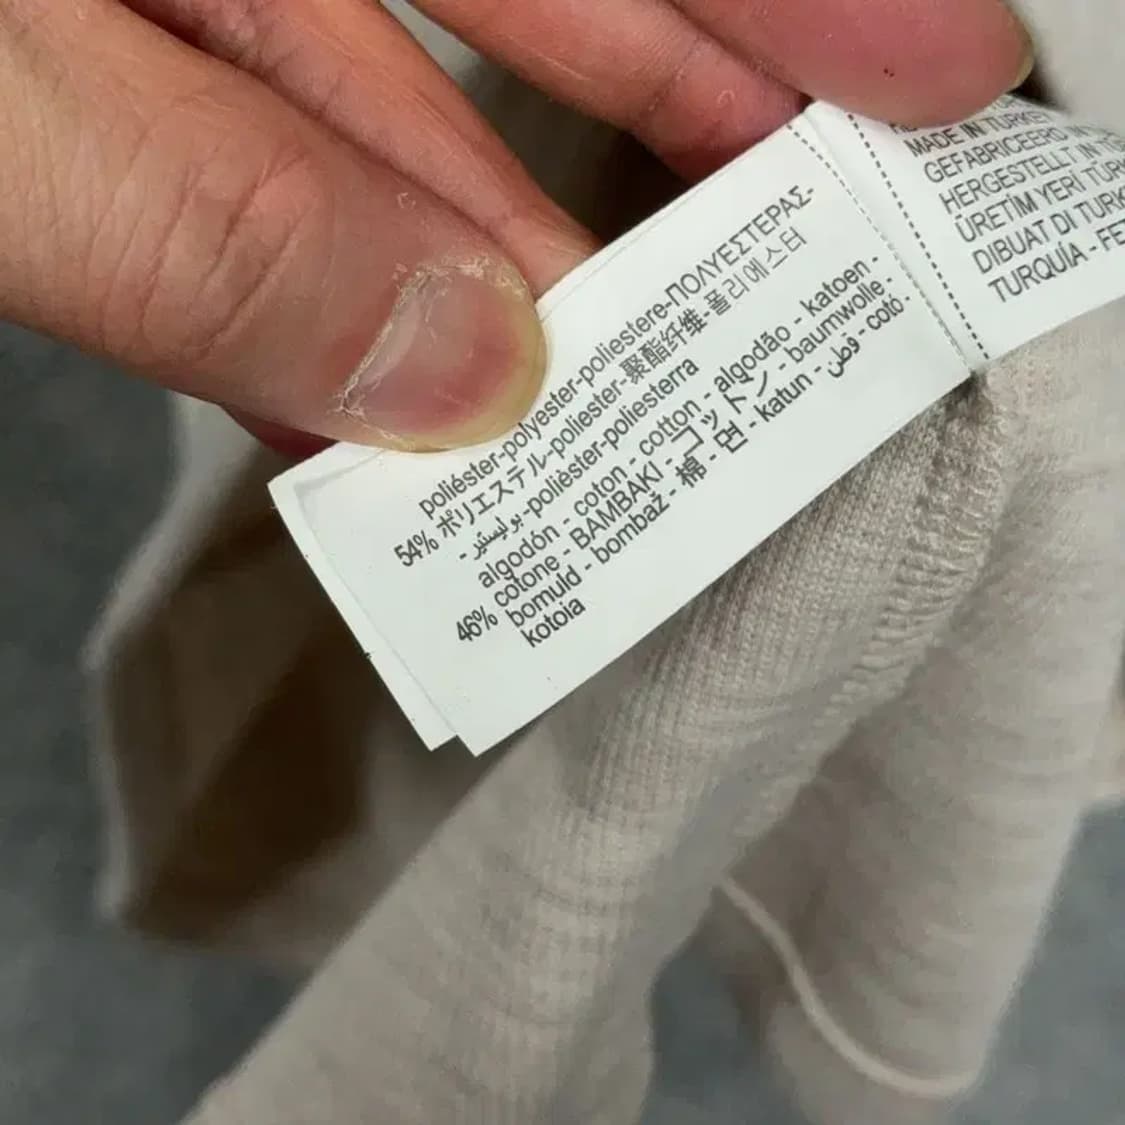 poliéster-polyester-poliestere-ΠΟΛΥΕΣΤΕΡΑΣ-
54% ポリエステル-poliester-聚酯纤维-폴리에스터
- بوليستير -polièster-poliesterra
algodón - coton - cotton - algodão - katoen -
46% cotone - BAMBAKI - コットン - baumwolle -
bomuld - bombaž - 棉 - 면 - katun - قطن - cotó -
kotoia
MADE IN TURKEY
GEFABRICEERD IN
HERGESTELLT IN
ÜRETİM YERİ
DIBUAT DI
TURQUÍA -